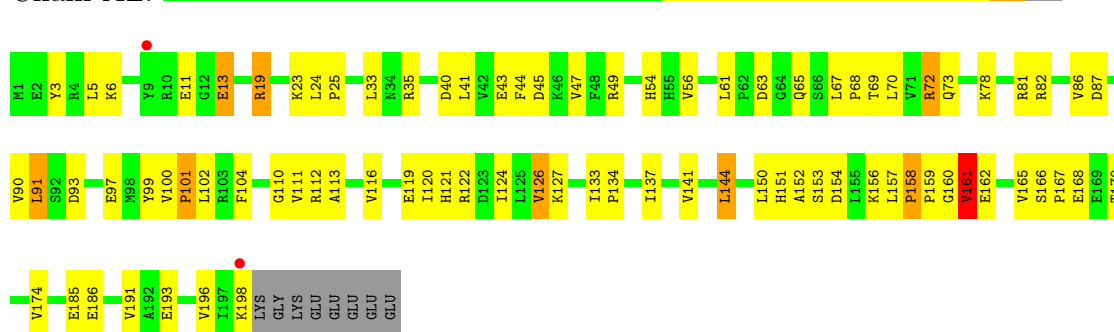 M1 E2 Y3 R4 L5 K6 Y9 R10 E11 G12 E13 R19 K23 L24 P25 L33 N34 R35 D40 L41 V42 E43 F44 D45 K46 V47 F48 R49 H54 H55 V56 L61 P62 D63 G64 Q65 S66 L67 P68 T69 L70 V71 R72 Q73 K78 R81 R82 V86 D87
V90 L91 S92 D93 E97 M98 Y99 V100 P101 L102 R103 F104 G110 V111 R112 A113 V116 E119 I120 H121 R122 D123 I124 L125 V126 K127 I133 P134 I137 V141 L144 L150 H151 A152 S153 D154 L155 K156 L157 P158 P159 G160 V161 E162 V165 S166 P167 E168 E169
V174 E185 E186 V191 A192 E193 V196 I197 K198 LYS GLY LYS GLU GLU GLU GLU GLU